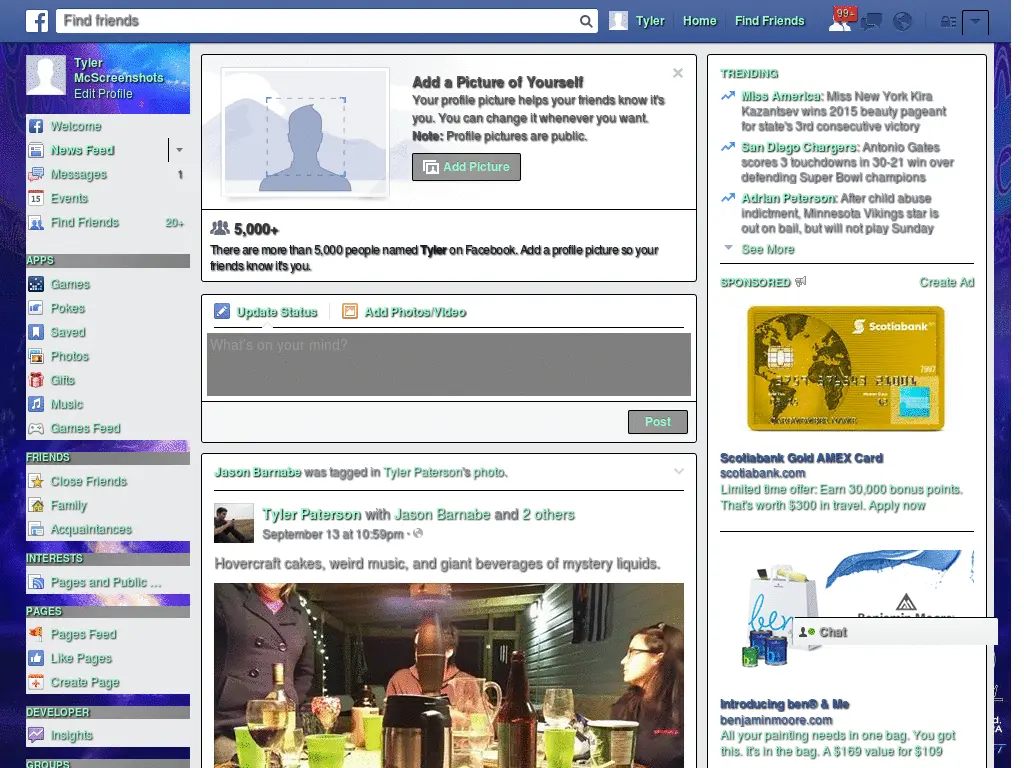 Find friends
Tyler
Home
Find Friends
99+
Tyler
McScreenshots
Edit Profile
Welcome
News Feed
Messages 1
15 Events
Find Friends 20+
APPS
Games
Pokes
Saved
Photos
Gifts
Music
Games Feed
FRIENDS
Close Friends
Family
Acquaintances
INTERESTS
Pages and Public ...
PAGES
Pages Feed
Like Pages
Create Page
DEVELOPER
Insights
GROUPS
Add a Picture of Yourself
Your profile picture helps your friends know it's
you. You can change it whenever you want.
Note: Profile pictures are public.
Add Picture
5,000+
There are more than 5,000 people named Tyler on Facebook. Add a profile picture so your
friends know it's you.
Update Status
Add Photos/Video
What's on your mind?
Post
Jason Barnabe was tagged in Tyler Paterson's photo.
Tyler Paterson with Jason Barnabe and 2 others
September 13 at 10:59pm ·
Hovercraft cakes, weird music, and giant beverages of mystery liquids.
TRENDING
Miss America: Miss New York Kira
Kazantsev wins 2015 beauty pageant
for state's 3rd consecutive victory
San Diego Chargers: Antonio Gates
scores 3 touchdowns in 30-21 win over
defending Super Bowl champions
Adrian Peterson: After child abuse
indictment, Minnesota Vikings star is
out on bail, but will not play Sunday
See More
SPONSORED
Create Ad
Scotiabank
Scotiabank Gold AMEX Card
scotiabank.com
Limited time offer: Earn 30,000 bonus points.
That's worth $300 in travel. Apply now
ben
Benjamin Moore
Chat
Introducing ben® & Me
benjaminmoore.com
All your painting needs in one bag. You got
this. it's in the bag. A $169 value for $109